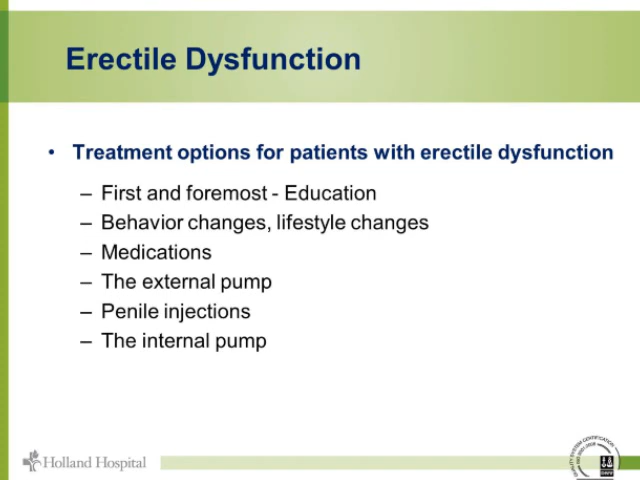 Erectile Dysfunction
• Treatment options for patients with erectile dysfunction
– First and foremost - Education
– Behavior changes, lifestyle changes
– Medications
– The external pump
– Penile injections
– The internal pump
Holland Hospital